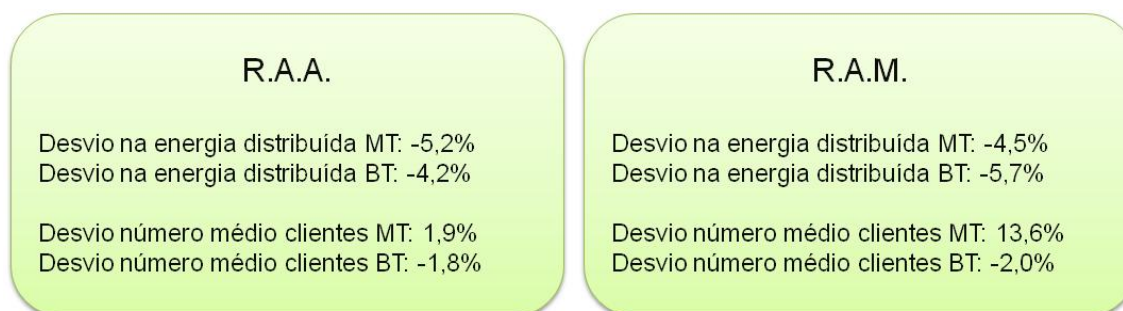 R.A.A.
Desvio na energia distribuída MT: -5,2%
Desvio na energia distribuída BT: -4,2%
Desvio número médio clientes MT: 1,9%
Desvio número médio clientes BT: -1,8%
R.A.M.
Desvio na energia distribuída MT: -4,5%
Desvio na energia distribuída BT: -5,7%
Desvio número médio clientes MT: 13,6%
Desvio número médio clientes BT: -2,0%